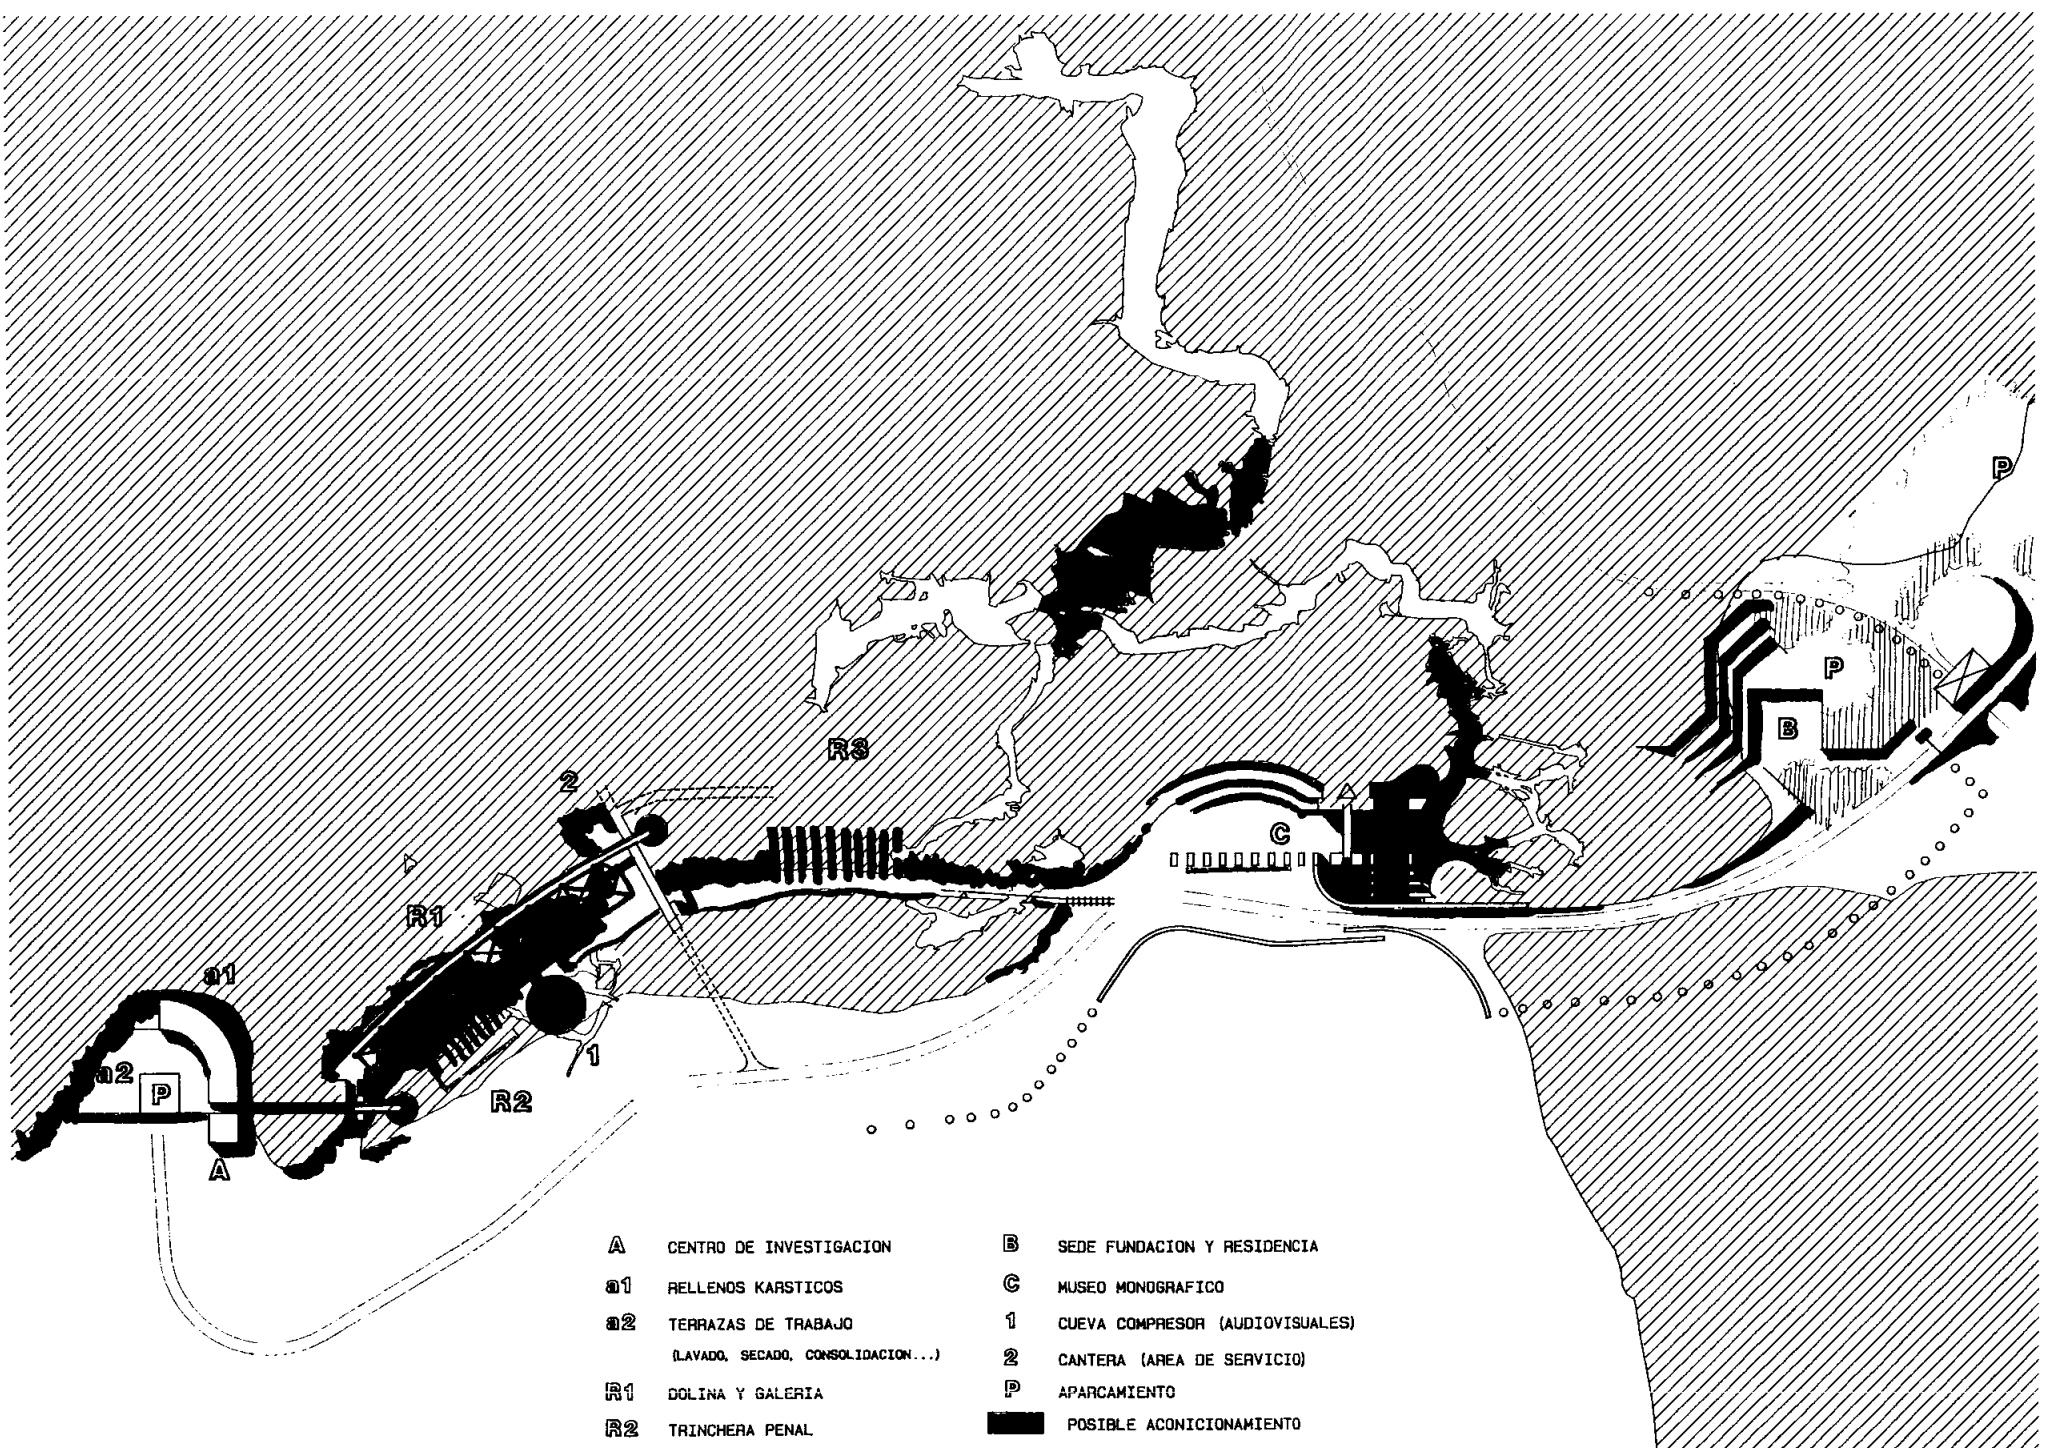 P
P
B
R3
2
C
R1
a1
1
a2
P
R2
A
A CENTRO DE INVESTIGACION
a1 RELLENOS KARSTICOS
a2 TERRAZAS DE TRABAJO
(LAVADO, SECADO, CONSOLIDACION...)
R1 DOLINA Y GALERIA
R2 TRINCHERA PENAL
B SEDE FUNDACION Y RESIDENCIA
C MUSEO MONOGRAFICO
1 CUEVA COMPRESOR (AUDIOVISUALES)
2 CANTERA (AREA DE SERVICIO)
P APARCAMIENTO
POSIBLE ACONICIONAMIENTO